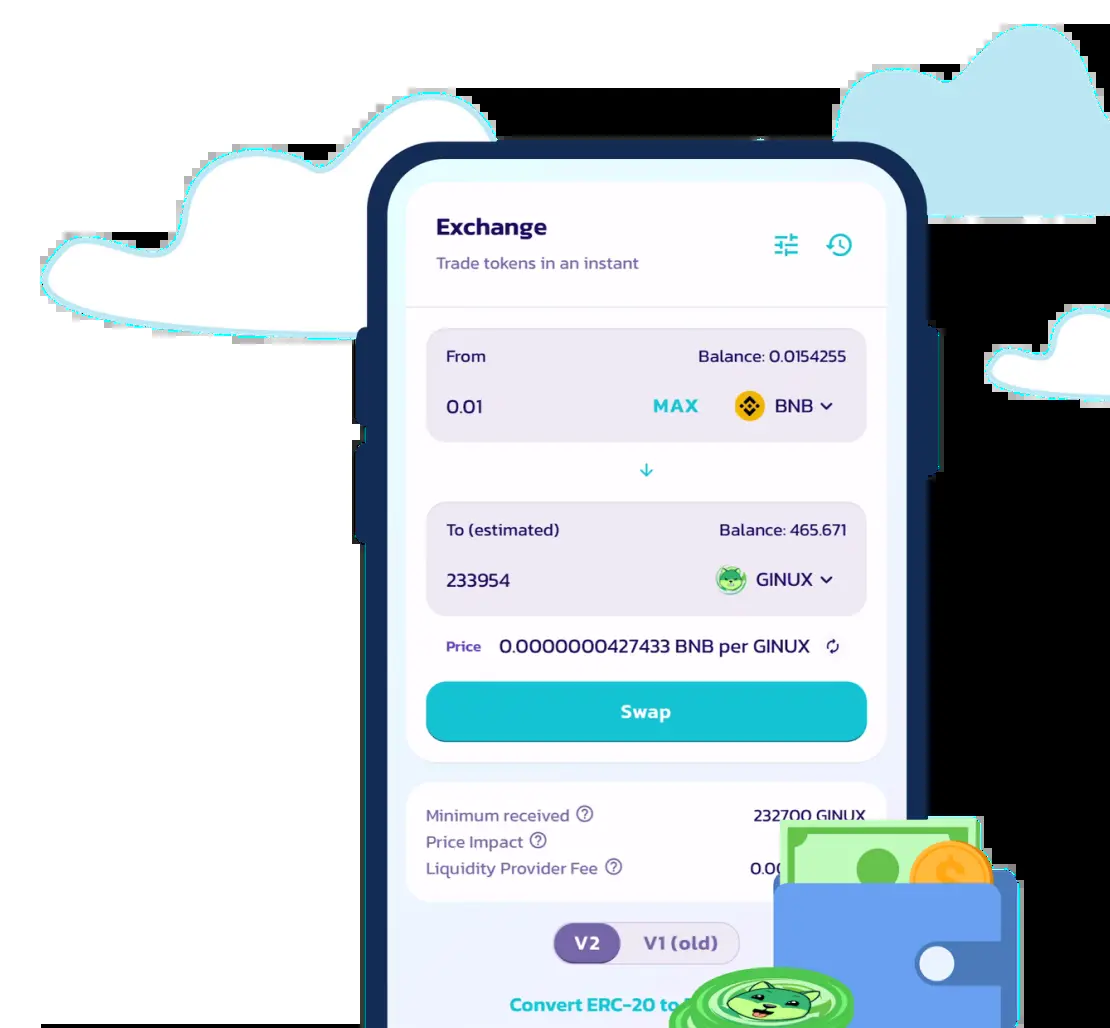 Exchange
Trade tokens in an instant
From Balance: 0.0154255
0.01 MAX BNB
To (estimated) Balance: 465.671
233954 GINUX
Price 0.0000000427433 BNB per GINUX
Swap
Minimum received 232700 GINUX
Price Impact
Liquidity Provider Fee
V2 V1 (old)
Convert ERC-20 to